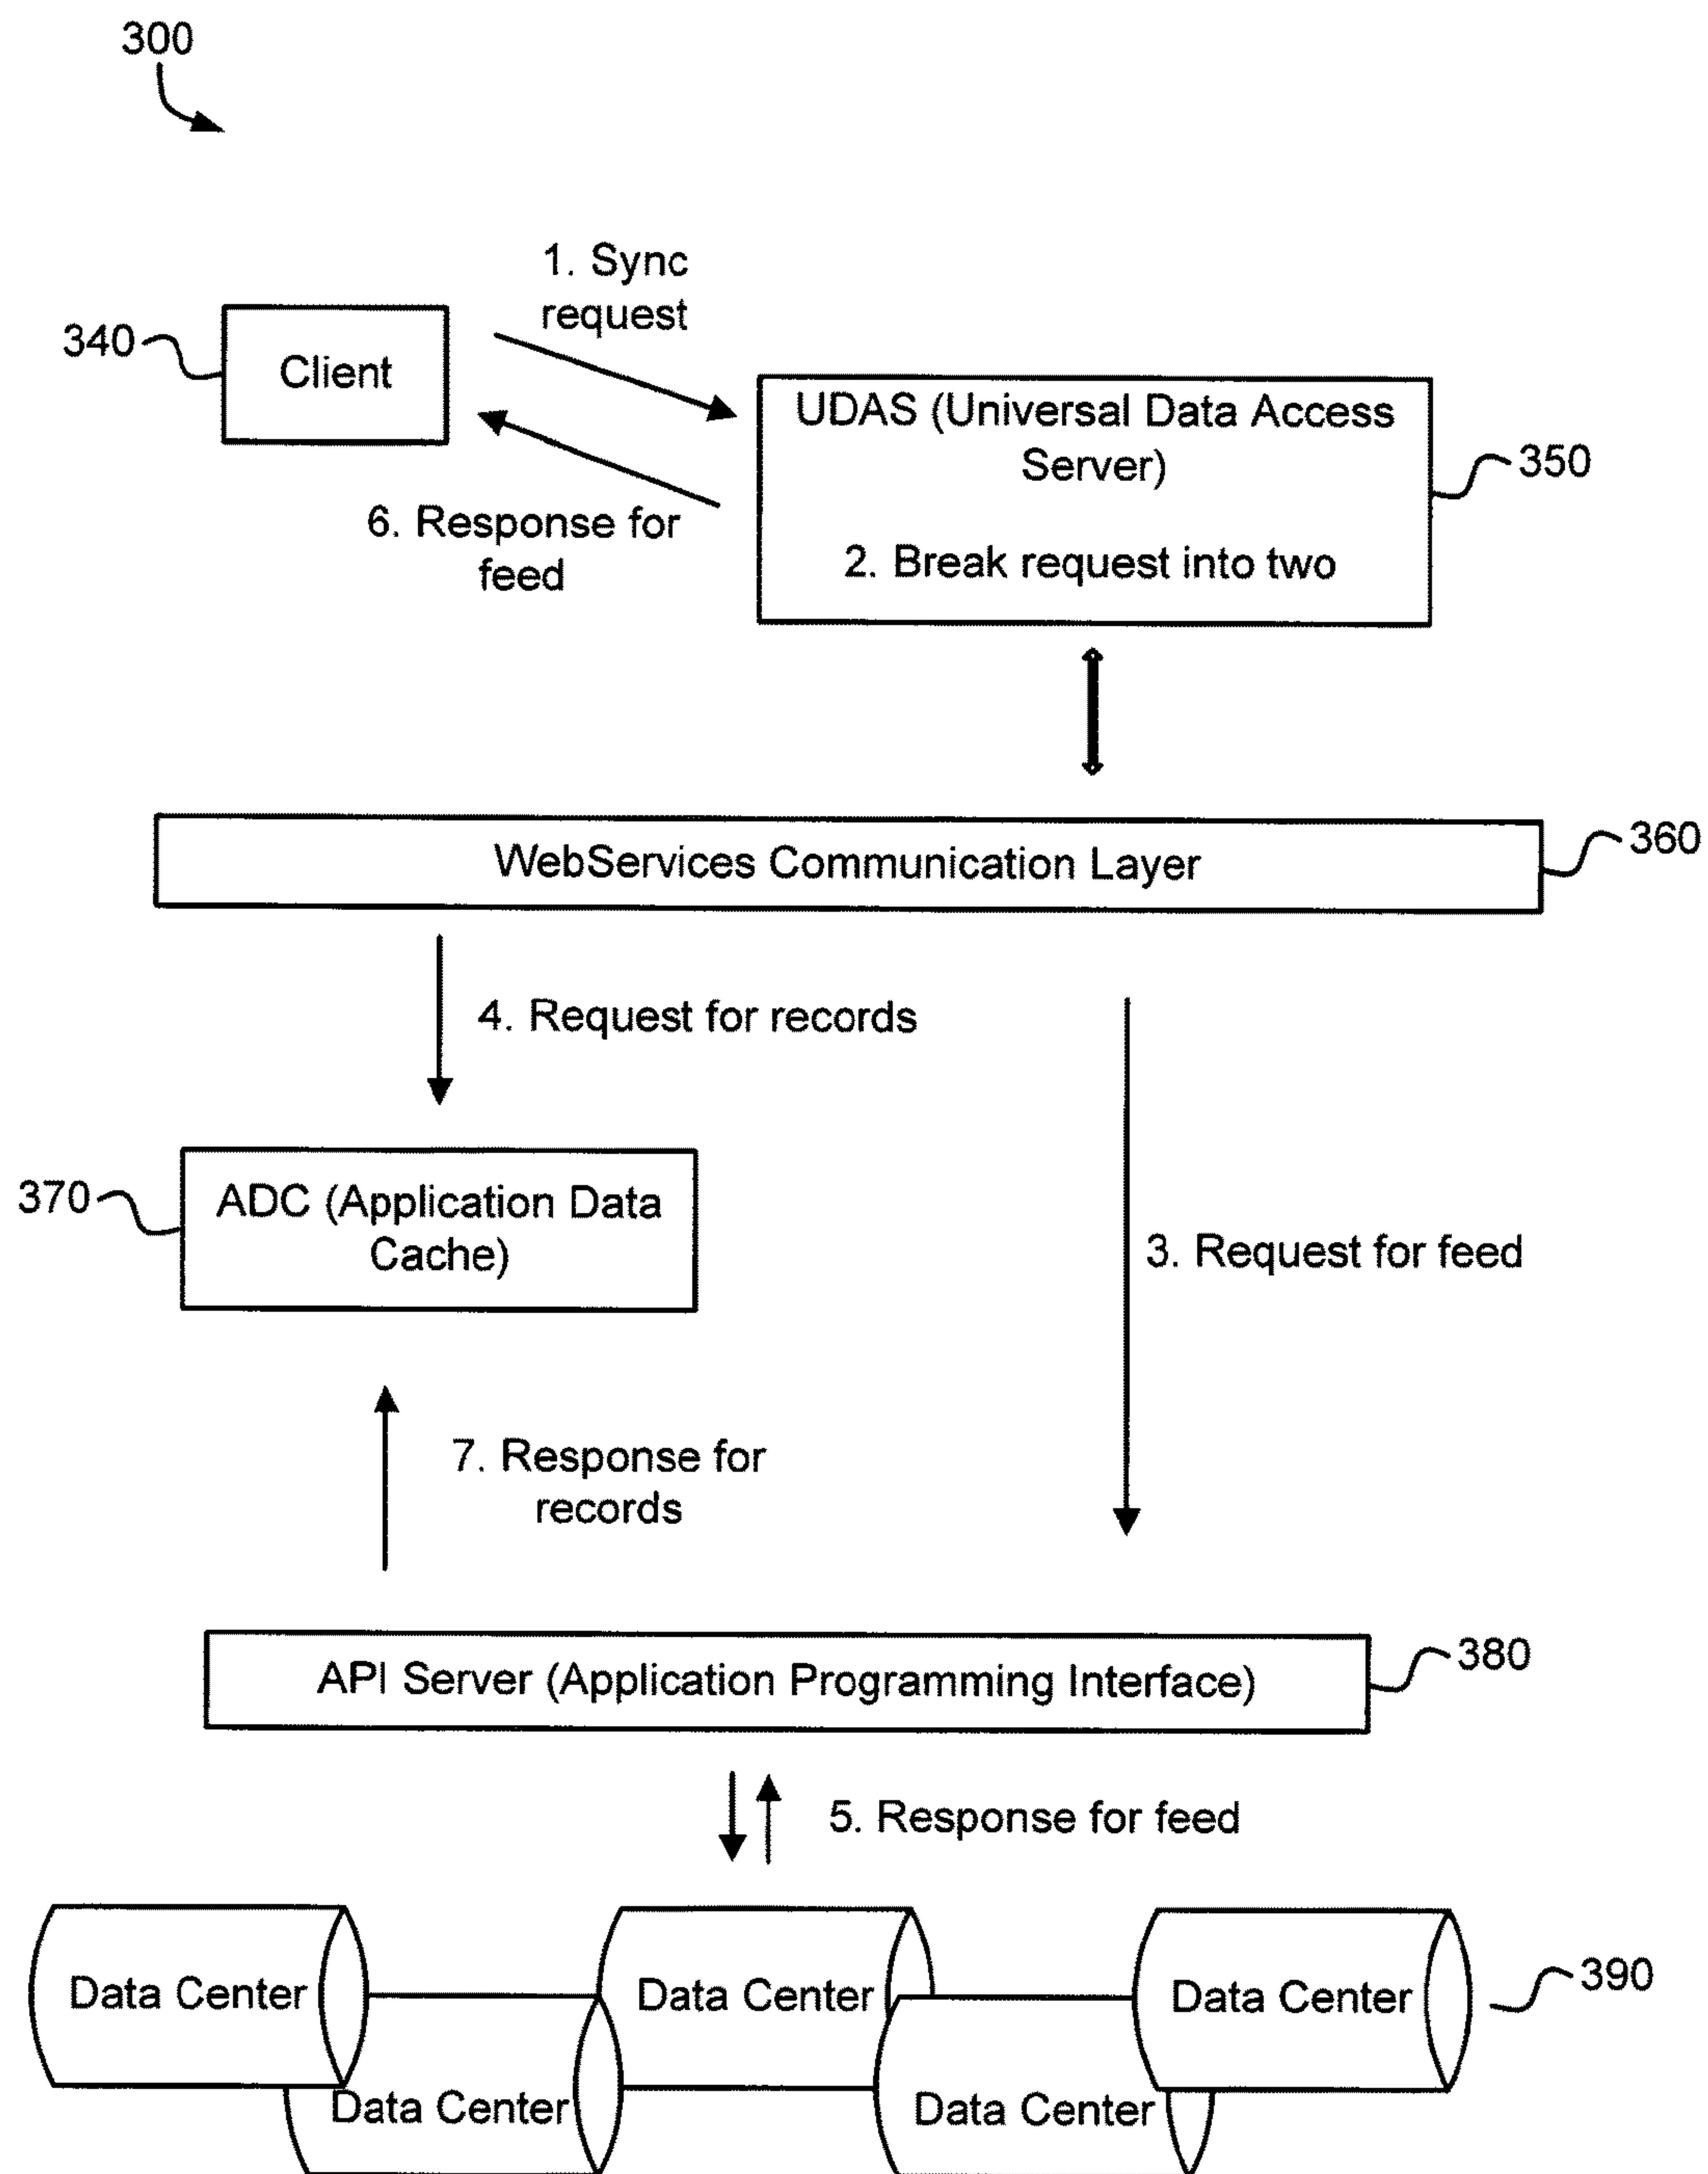 300
1. Sync
request
340
Client
UDAS (Universal Data Access
Server)
350
6. Response for
feed
2. Break request into two
360
WebServices Communication Layer
4. Request for records
370
ADC (Application Data
Cache)
3. Request for feed
7. Response for
records
380
API Server (Application Programming Interface)
5. Response for feed
Data Center
Data Center
Data Center
390
Data Center
Data Center